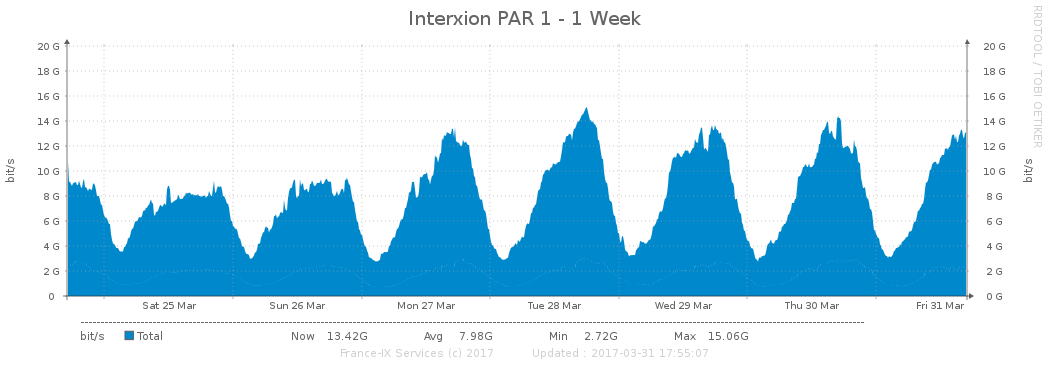 Interxion PAR 1 - 1 Week
RRDTOOL / TOBI OETIKER
bit/s
20 G 20 G
18 G 18 G
16 G 16 G
14 G 14 G
12 G 12 G
10 G 10 G
8 G 8 G
6 G 6 G
4 G 4 G
2 G 2 G
0 0 G
bit/s
Sat 25 Mar Sun 26 Mar Mon 27 Mar Tue 28 Mar Wed 29 Mar Thu 30 Mar Fri 31 Mar
bit/s Total Now 13.42G Avg 7.98G Min 2.72G Max 15.06G
France-IX Services (c) 2017 Updated : 2017-03-31 17:55:07